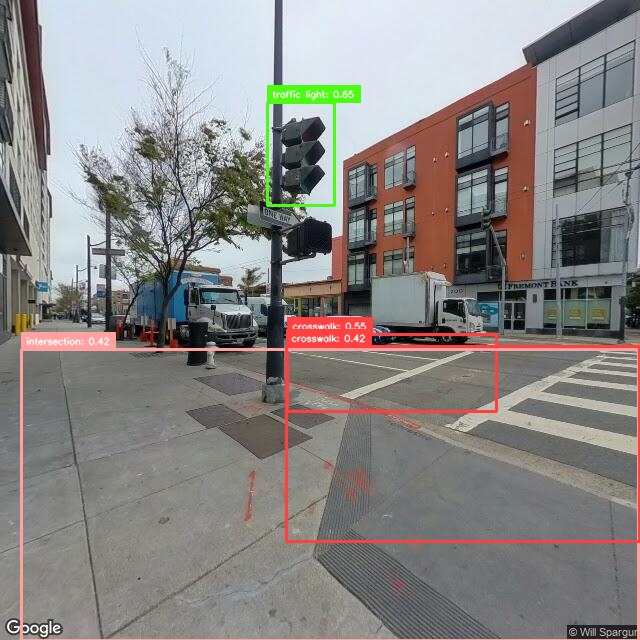 traffic light: 0.65
ONE WAY
crosswalk: 0.55
crosswalk: 0.42
intersection: 0.42
FREMONT BANK
Google
© Will Spargur